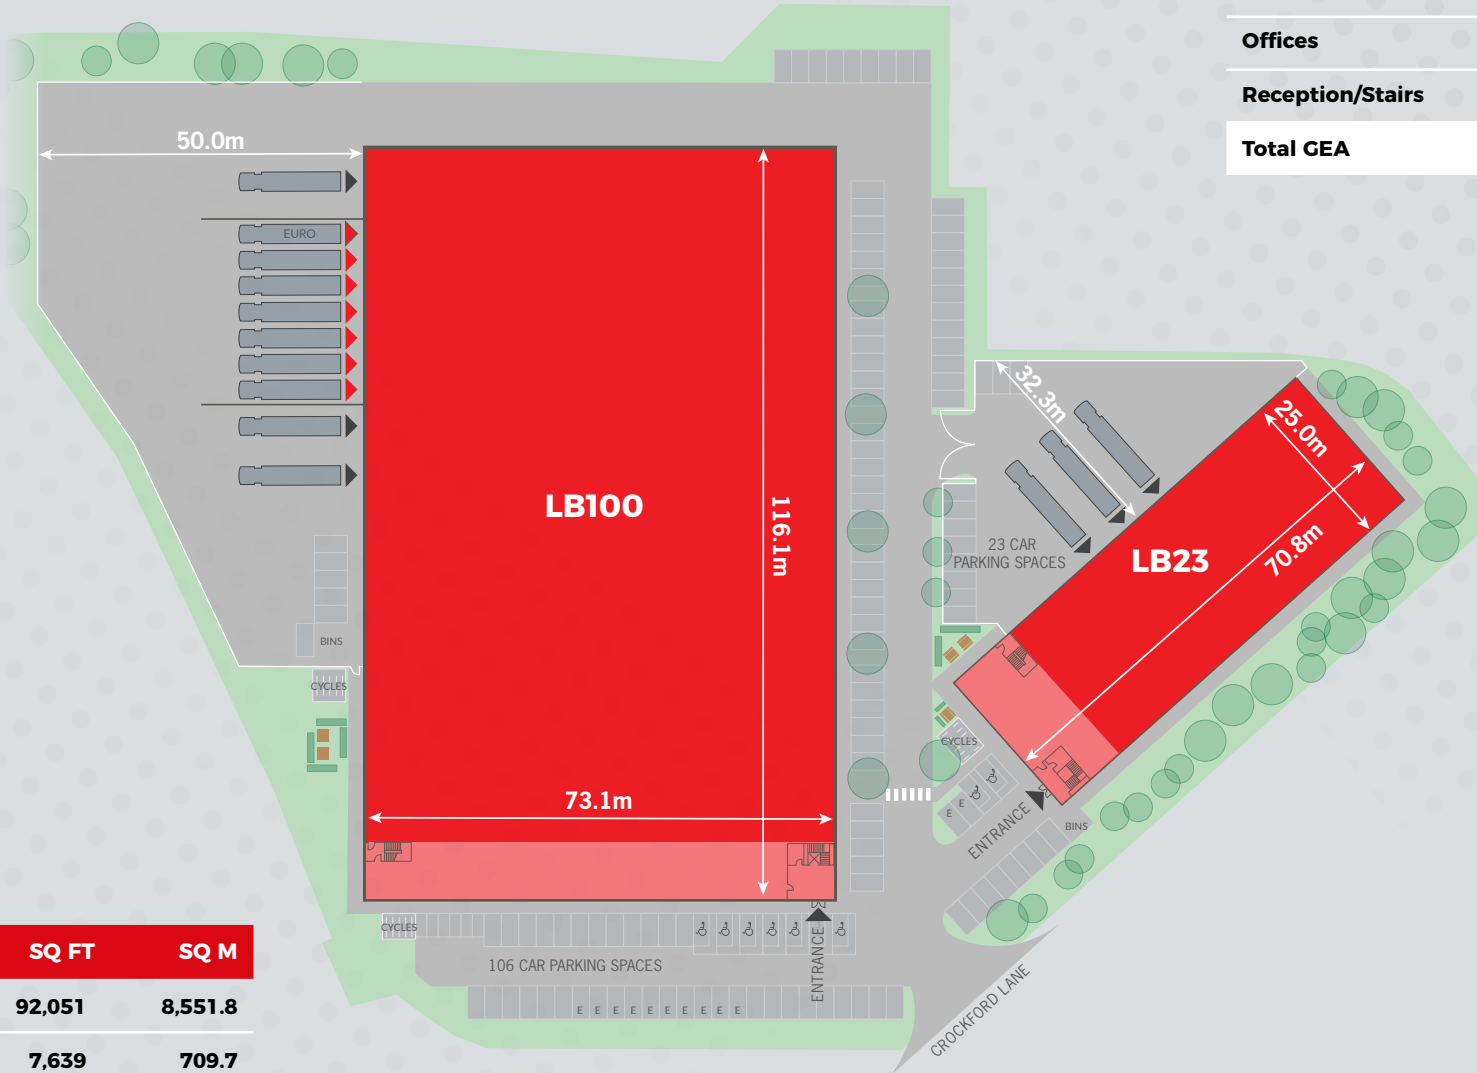 Offices
Reception/Stairs
Total GEA
50.0m
EURO
LB100
116.1m
73.1m
BINS
CYCLES
32.3m
25.0m
70.8m
LB23
23 CAR
PARKING SPACES
CYCLES
E
E
ENTRANCE
BINS
CYCLES
106 CAR PARKING SPACES
ENTRANCE
E E E E E E E E E E
CROCKFORD LANE
SQ FT SQ M
92,051 8,551.8
7,639 709.7